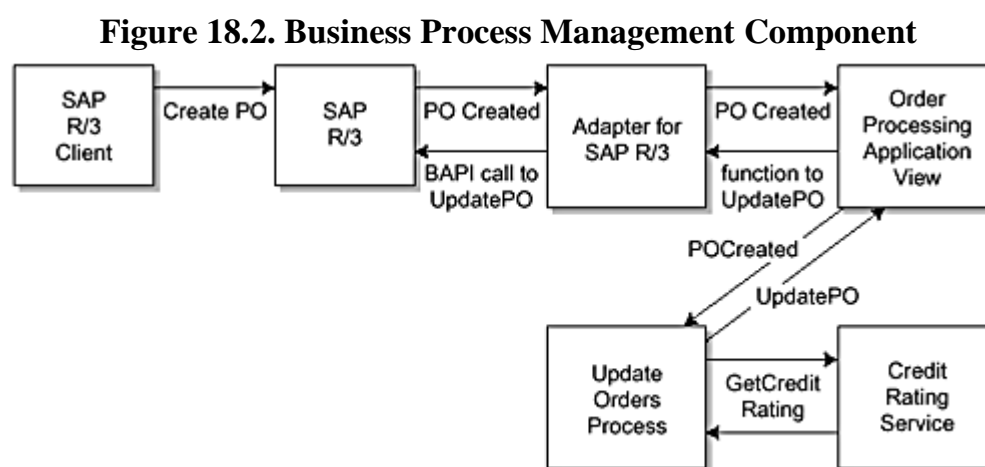 Figure 18.2. Business Process Management Component
SAP
R/3
Client
Create PO
SAP
R/3
PO Created
BAPI call to
UpdatePO
Adapter for
SAP R/3
PO Created
function to
UpdatePO
Order
Processing
Application
View
POCreated
UpdatePO
Update
Orders
Process
GetCredit
Rating
Credit
Rating
Service